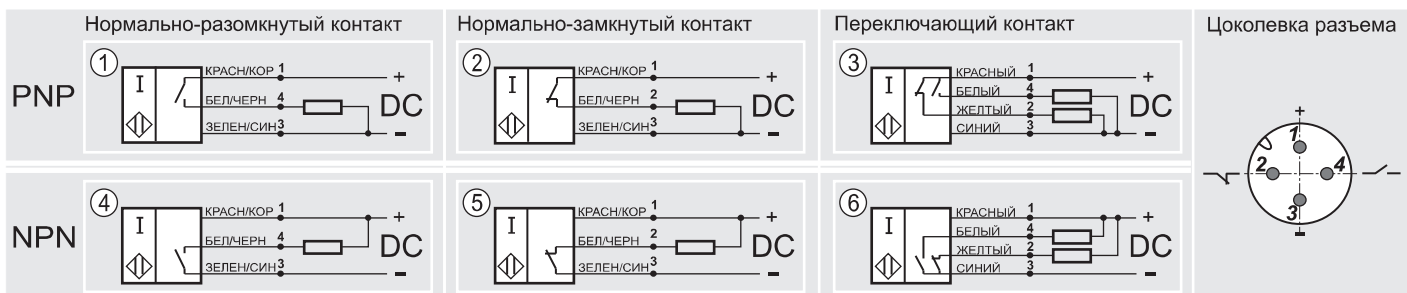 Нормально-разомкнутый контакт
Нормально-замкнутый контакт
Переключающий контакт
Цоколевка разъема
PNP
1
I
КРАСН/КОР 1
+
БЕЛ/ЧЕРН 4
DC
ЗЕЛЕН/СИН 3
-
2
I
КРАСН/КОР 1
+
БЕЛ/ЧЕРН 2
DC
ЗЕЛЕН/СИН 3
-
3
I
КРАСНЫЙ 1
+
БЕЛЫЙ 4
ЖЕЛТЫЙ 2
DC
СИНИЙ 3
-
NPN
4
I
КРАСН/КОР 1
+
БЕЛ/ЧЕРН 4
DC
ЗЕЛЕН/СИН 3
-
5
I
КРАСН/КОР 1
+
БЕЛ/ЧЕРН 2
DC
ЗЕЛЕН/СИН 3
-
6
I
КРАСНЫЙ 1
+
БЕЛЫЙ 4
ЖЕЛТЫЙ 2
DC
СИНИЙ 3
-
+
1
2
4
3
-